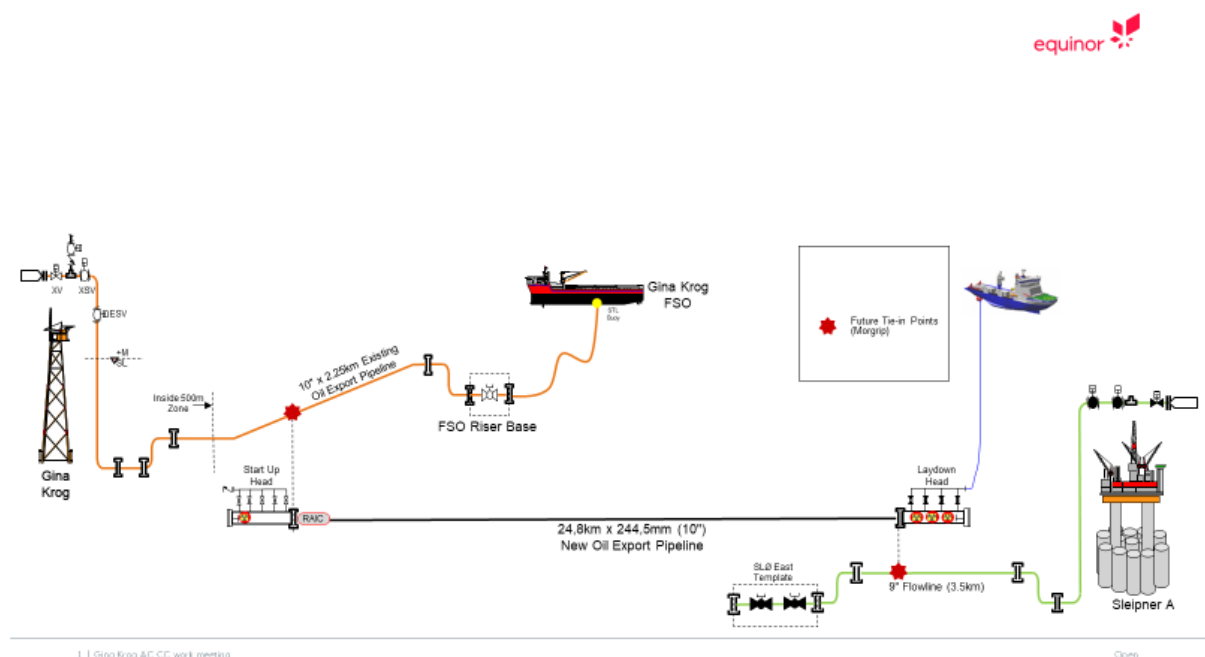 equinor
XV
XSV
ESV
+M
SL
Gina
Krog
Inside 500m
Zone
10" x 2.25km Existing
Oil Export Pipeline
FSO Riser Base
STL
Buoy
Gina Krog
FSO
Future Tie-in Points
(Morgrip)
Start Up
Head
RAIC
24,8km x 244,5mm (10")
New Oil Export Pipeline
Laydown
Head
SLØ East
Template
9" Flowline (3.5km)
Sleipner A
1 | Gina Krog AC CC work meeting
Open